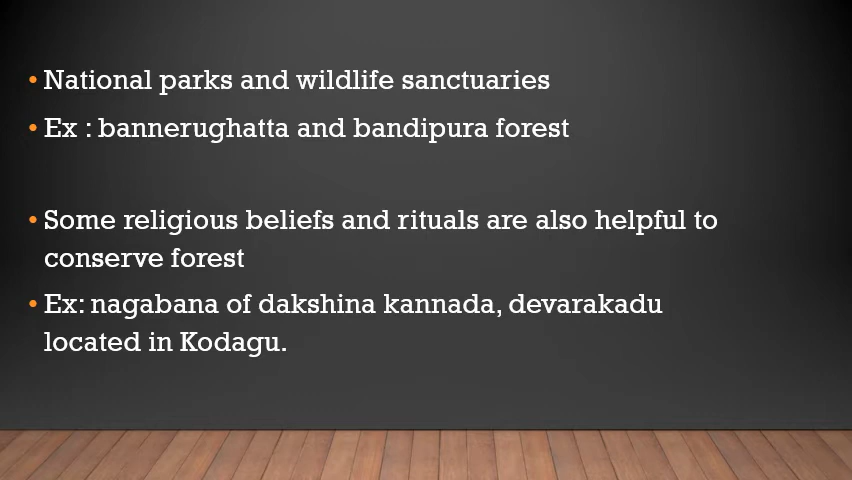 • National parks and wildlife sanctuaries
• Ex : bannerughatta and bandipura forest
• Some religious beliefs and rituals are also helpful to
conserve forest
• Ex: nagabana of dakshina kannada, devarakadu
located in Kodagu.